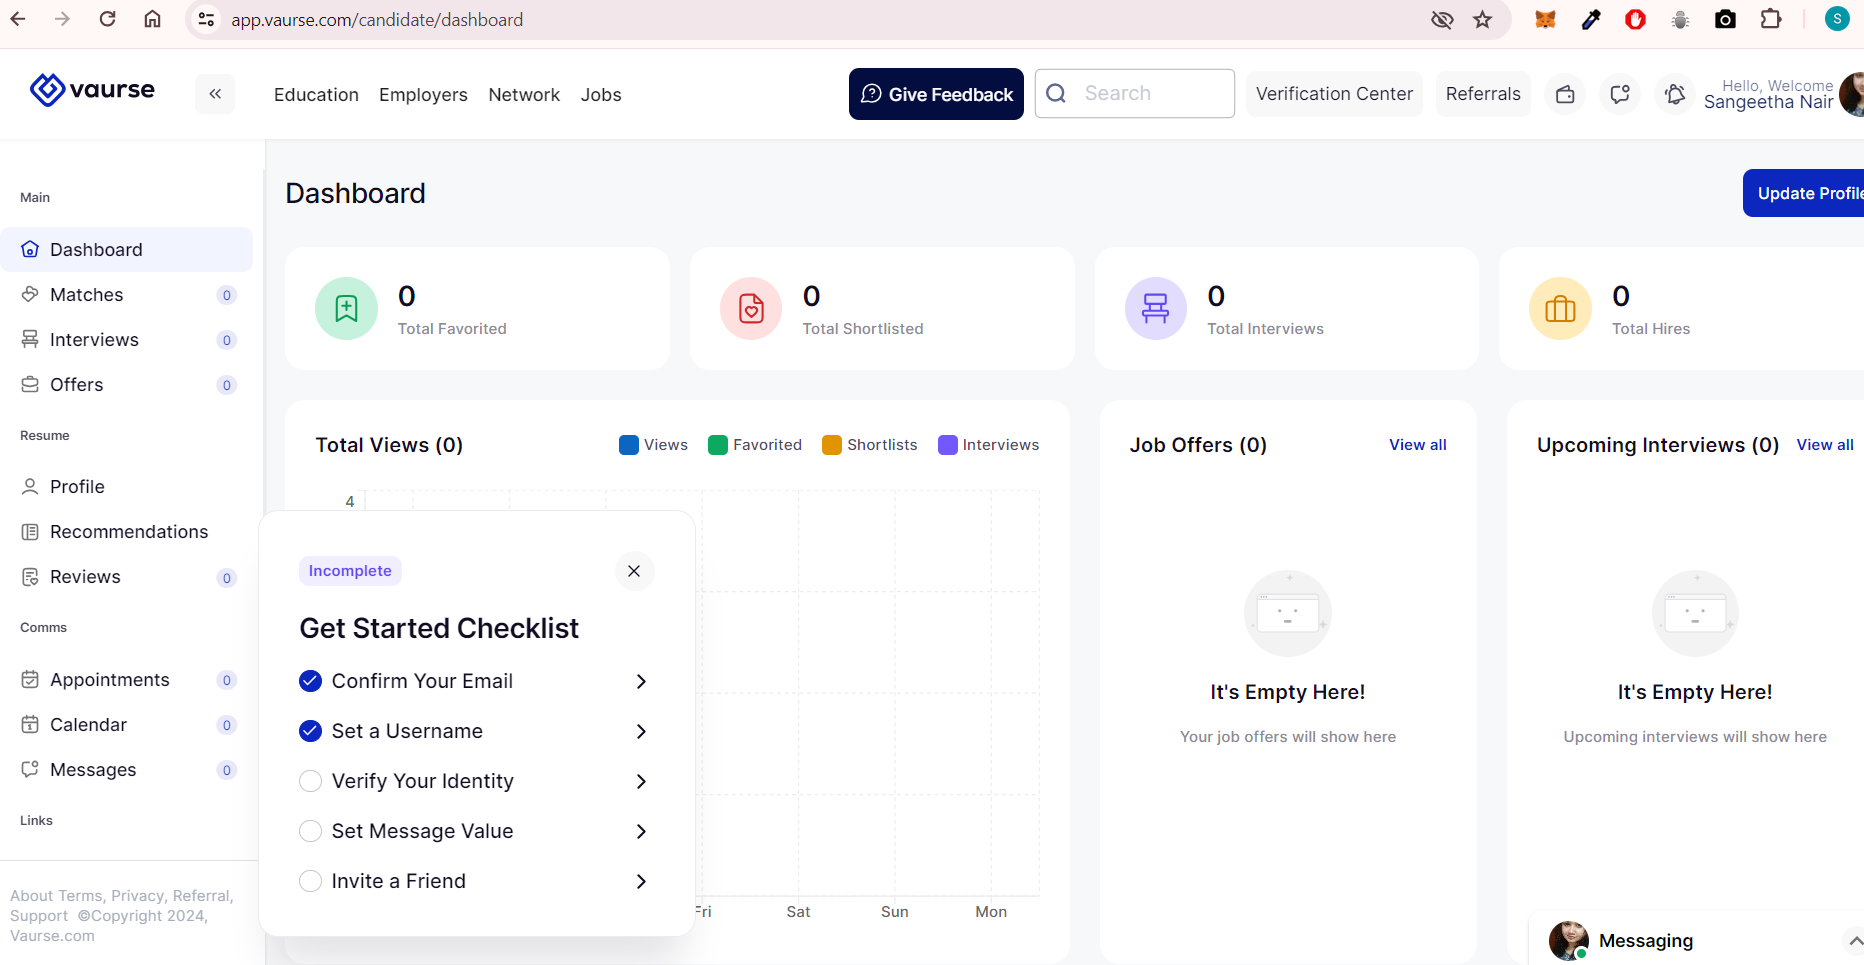 app.vaurse.com/candidate/dashboard
S
vaurse
Education Employers Network Jobs
Give Feedback
Search
Verification Center
Referrals
Hello, Welcome
Sangeetha Nair
Main
Dashboard
Matches 0
Interviews 0
Offers 0
Resume
Profile
Recommendations
Reviews 0
Comms
Appointments 0
Calendar 0
Messages 0
Links
About Terms, Privacy, Referral,
Support ©Copyright 2024,
Vaurse.com
Dashboard
Update Profile
0
Total Favorited
0
Total Shortlisted
0
Total Interviews
0
Total Hires
Total Views (0)
Views Favorited Shortlists Interviews
4
Fri Sat Sun Mon
Incomplete
Get Started Checklist
Confirm Your Email
Set a Username
Verify Your Identity
Set Message Value
Invite a Friend
Job Offers (0) View all
It's Empty Here!
Your job offers will show here
Upcoming Interviews (0) View all
It's Empty Here!
Upcoming interviews will show here
Messaging